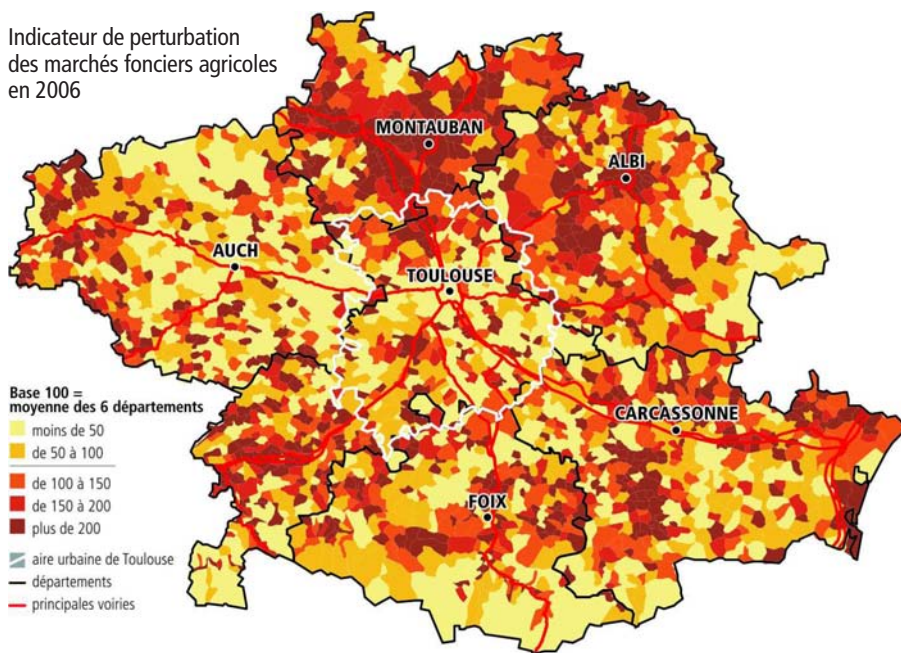 Indicateur de perturbation
des marchés fonciers agricoles
en 2006
MONTAUBAN
ALBI
AUCH
TOULOUSE
CARCASSONNE
FOIX
Base 100 =
moyenne des 6 départements
moins de 50
de 50 à 100
de 100 à 150
de 150 à 200
plus de 200
aire urbaine de Toulouse
départements
principales voiries